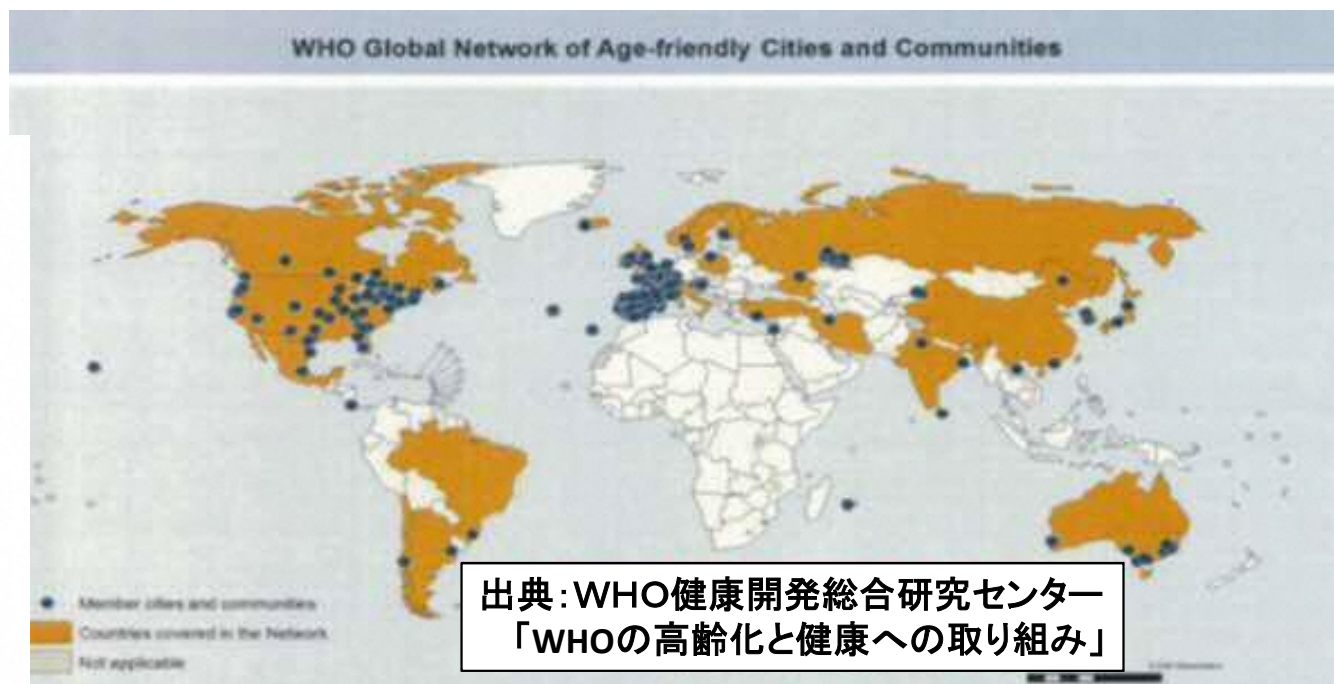 WHO Global Network of Age-friendly Cities and Communities
Member cities and communities
Countries covered in the Network
Not applicable
出典：WHO健康開発総合研究センター
「WHOの高齢化と健康への取り組み」